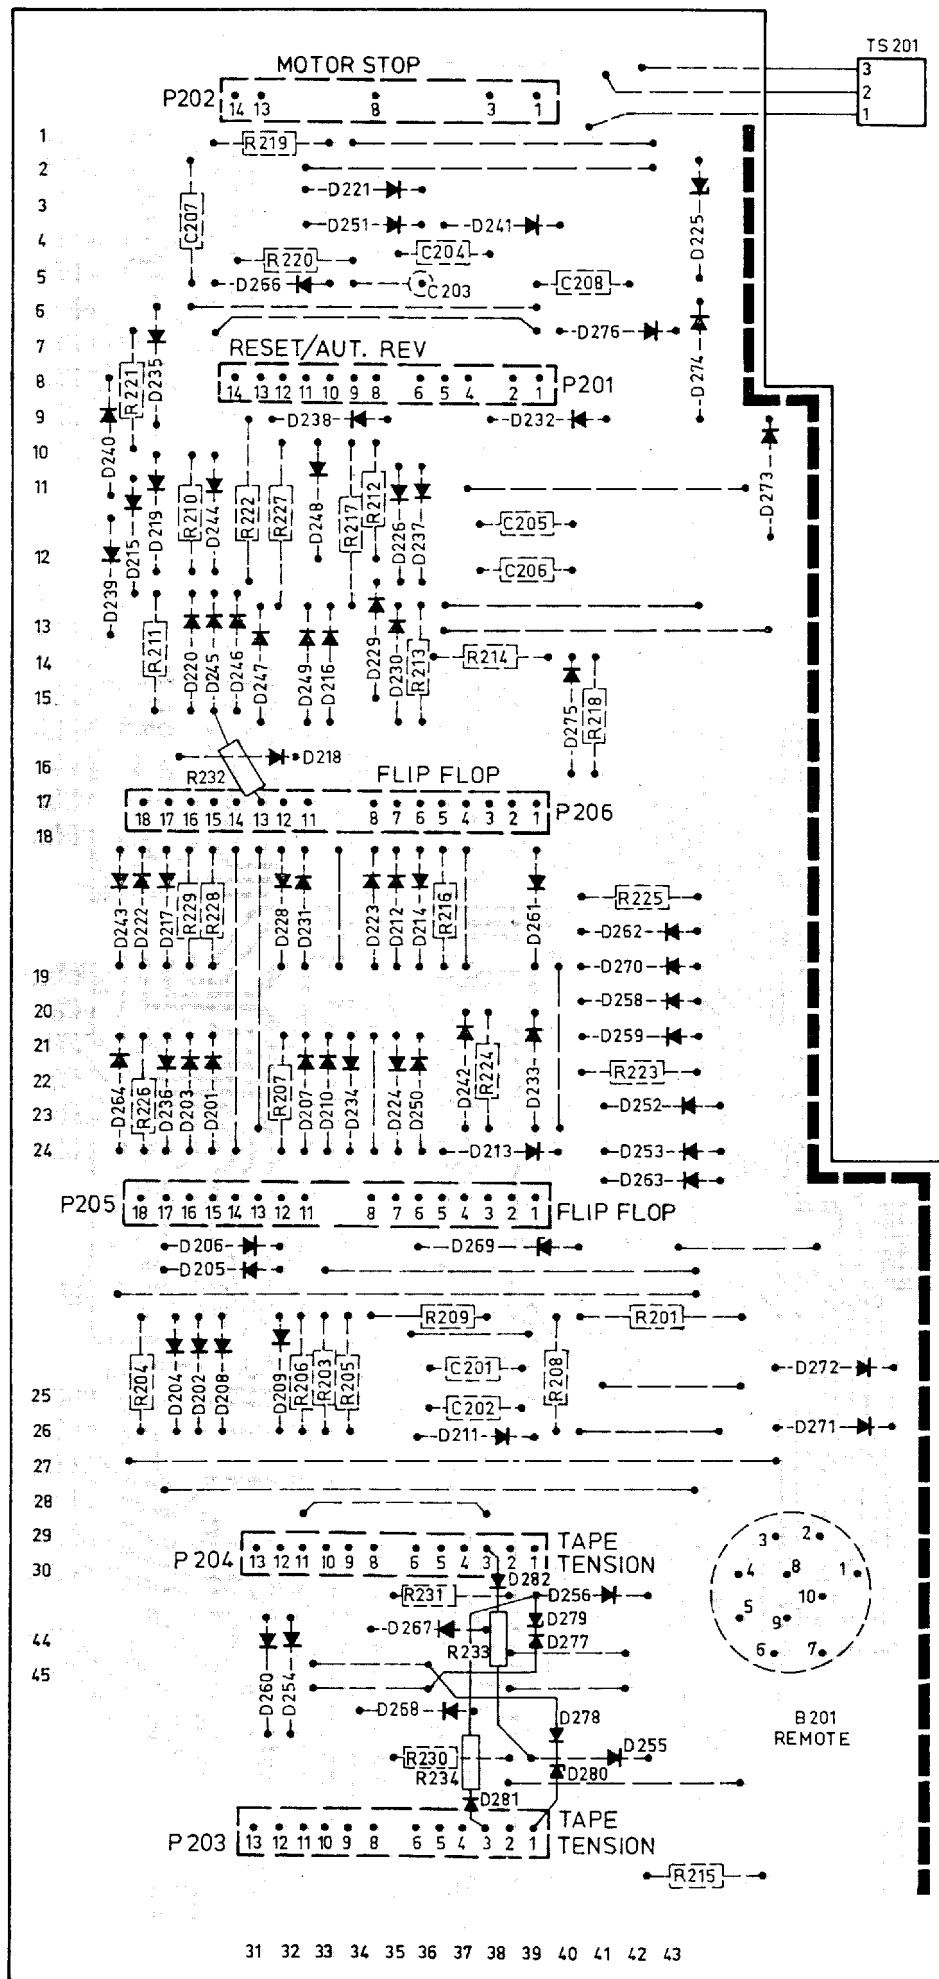 TS 201
3
2
1
MOTOR STOP
P202
14 13 8 3 1
1
R219
2
D221
3
C207
D251
D241
D225
4
C204
R220
5
D266
C203
C208
6
D276
7
D235
D274
RESET/AUT. REV
8
R221
14 13 12 11 10 9 8 6 5 4 2 1
P201
9
D240
D238
D232
10
D273
11
D215
D219
R210
D244
R222
R227
D248
R217
R212
D226
D237
C205
12
D239
C206
13
R211
D220
D245
D246
D247
D249
D216
D229
D230
R213
14
R214
15
D275
R218
16
D218
R232
FLIP FLOP
17
18 17 16 15 14 13 12 11 8 7 6 5 4 3 2 1
P206
18
D243
D222
D217
R229
R228
D228
D231
D223
D212
D214
R216
D261
R225
D262
19
D270
20
D258
21
D259
22
D264
R226
D236
D203
D201
R207
D207
D210
D234
D224
D250
D242
R224
D233
R223
23
D252
24
D213
D253
D263
P205
18 17 16 15 14 13 12 11 8 7 6 5 4 3 2 1
FLIP FLOP
D206
D269
D205
R209
R201
R204
D204
D202
D208
D209
R206
R203
R205
C201
R208
D272
25
C202
26
D211
D271
27
28
29
TAPE
3 2
P204
13 12 11 10 9 8 6 5 4 3 2 1
30
TENSION
4 8 1
D282
R231
D256
10
D279
5 9
D267
44
R233
D277
6 7
45
D260
D254
D268
D278
B201
REMOTE
R230
D255
R234
D280
D281
TAPE
P203
13 12 11 10 9 8 6 5 4 3 2 1
TENSION
R215
31 32 33 34 35 36 37 38 39 40 41 42 43